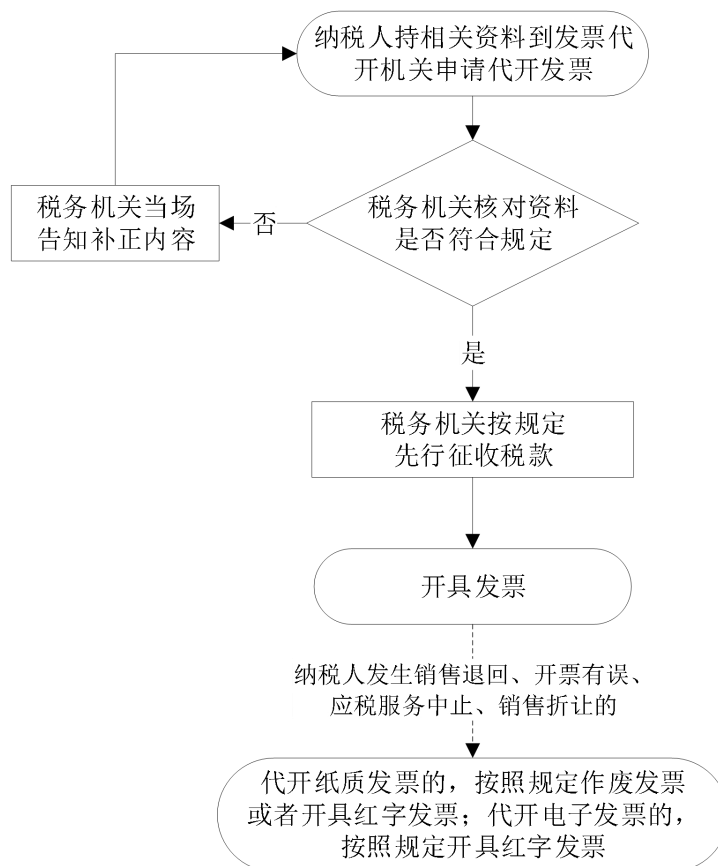 纳税人持相关资料到发票代
开机关申请代开发票
税务机关当场
告知补正内容
否
税务机关核对资料
是否符合规定
是
税务机关按规定
先行征收税款
开具发票
纳税人发生销售退回、开票有误、
应税服务中止、销售折让的
代开纸质发票的，按照规定作废发票
或者开具红字发票；代开电子发票的，
按照规定开具红字发票